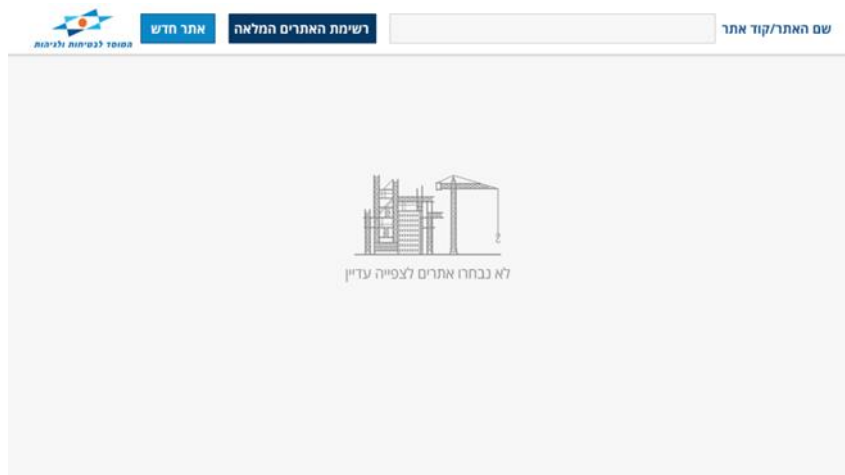 שם האתר/קוד אתר
רשימת האתרים המלאה
אתר חדש
המוסד לבטיחות ולגיהות
לא נבחרו אתרים לצפייה עדיין